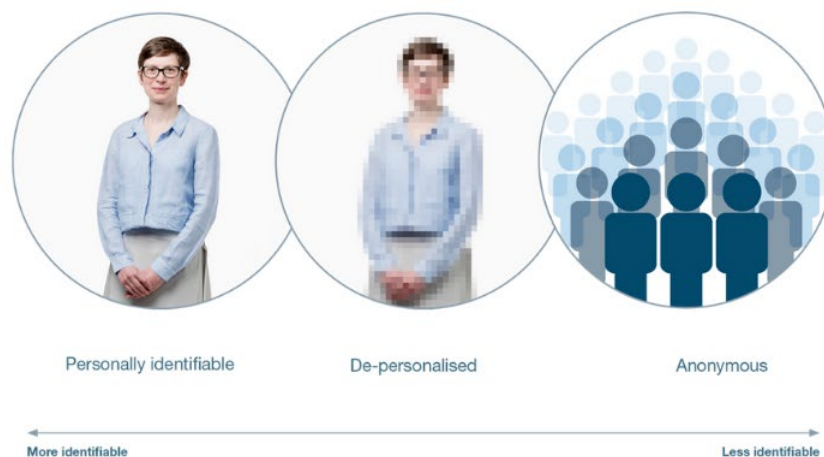 Personally identifiable
De-personalised
Anonymous
More identifiable
Less identifiable